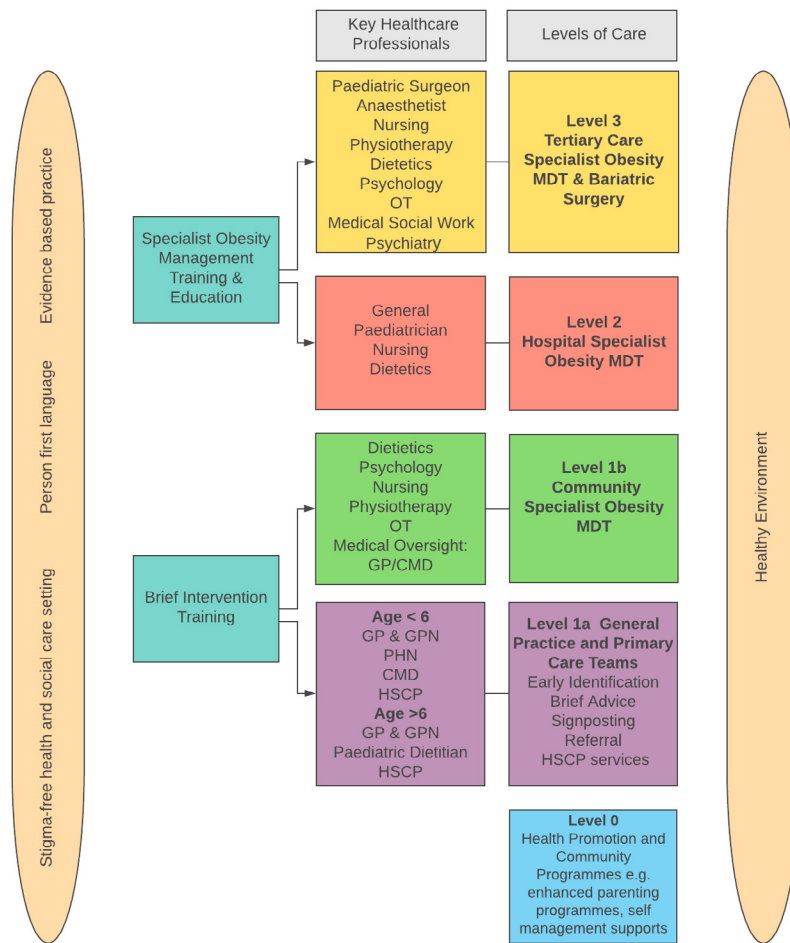 Key Healthcare
Professionals
Levels of Care
Evidence based practice
Person first language
Stigma-free health and social care setting
Specialist Obesity
Management
Training &
Education
Paediatric Surgeon
Anaesthetist
Nursing
Physiotherapy
Dietetics
Psychology
OT
Medical Social Work
Psychiatry
Level 3
Tertiary Care
Specialist Obesity
MDT & Bariatric
Surgery
General
Paediatrician
Nursing
Dietetics
Level 2
Hospital Specialist
Obesity MDT
Brief Intervention
Training
Dietietics
Psychology
Nursing
Physiotherapy
OT
Medical Oversight:
GP/CMD
Level 1b
Community
Specialist Obesity
MDT
Age < 6
GP & GPN
PHN
CMD
HSCP
Age >6
GP & GPN
Paediatric Dietitian
HSCP
Level 1a General
Practice and Primary
Care Teams
Early Identification
Brief Advice
Signposting
Referral
HSCP services
Level 0
Health Promotion and
Community
Programmes e.g.
enhanced parenting
programmes, self
management supports
Healthy Environment